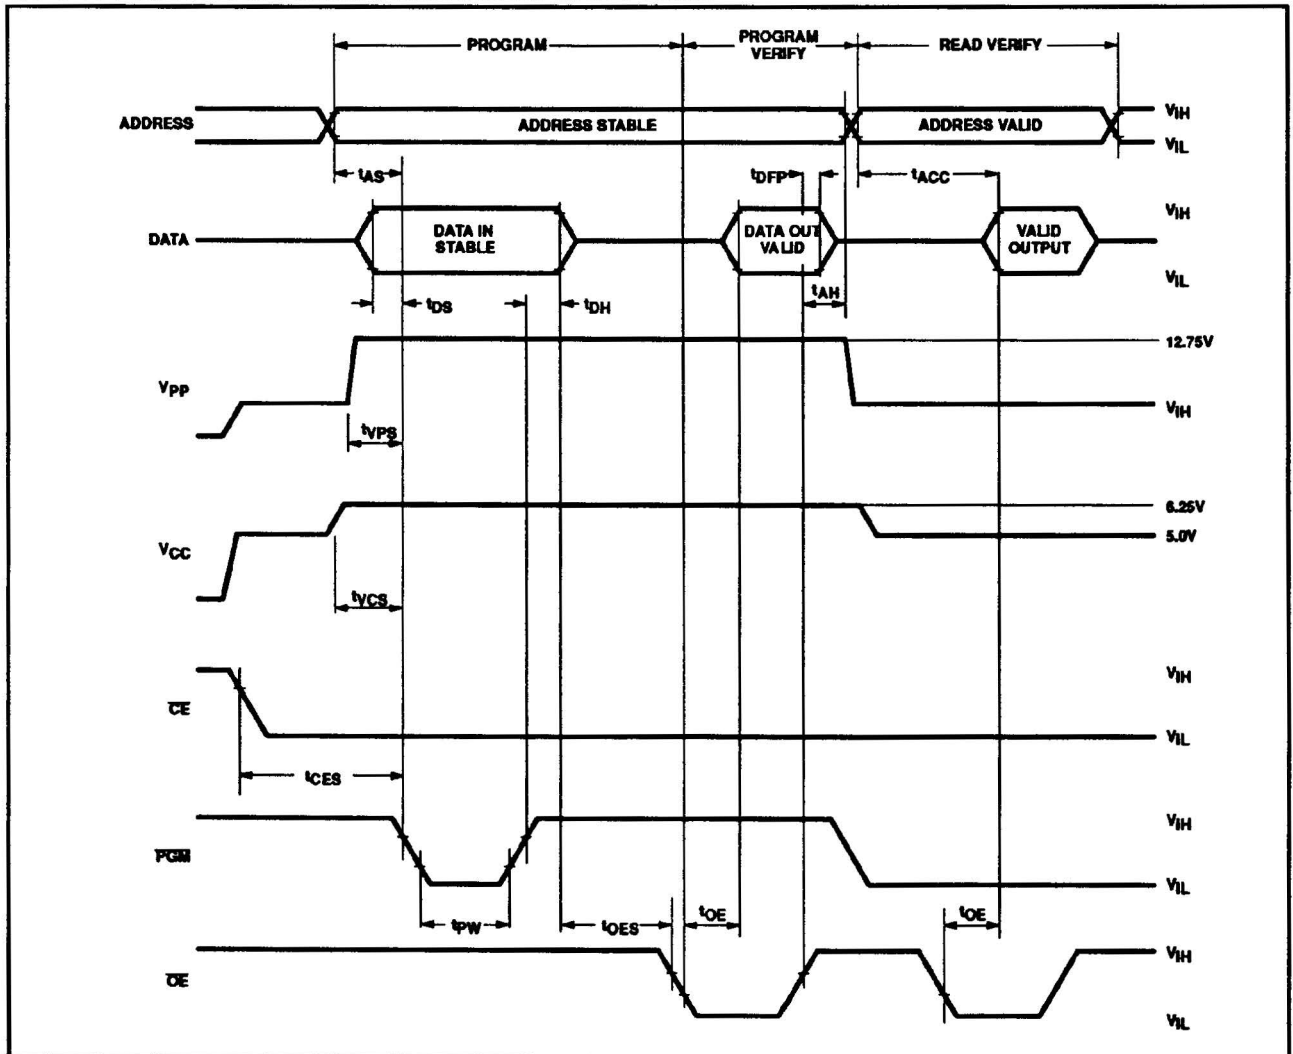 PROGRAM
PROGRAM
VERIFY
READ VERIFY
ADDRESS
ADDRESS STABLE
ADDRESS VALID
VIH
VIL
tAS
tDFP
tACC
DATA
DATA IN
STABLE
DATA OUT
VALID
VALID
OUTPUT
VIH
VIL
tDS
tDH
tAH
VPP
12.75V
VIH
tVPS
VCC
6.25V
5.0V
tVCS
CE
VIH
VIL
tCES
PGM
VIH
VIL
tPW
tOES
tOE
tOE
OE
VIH
VIL